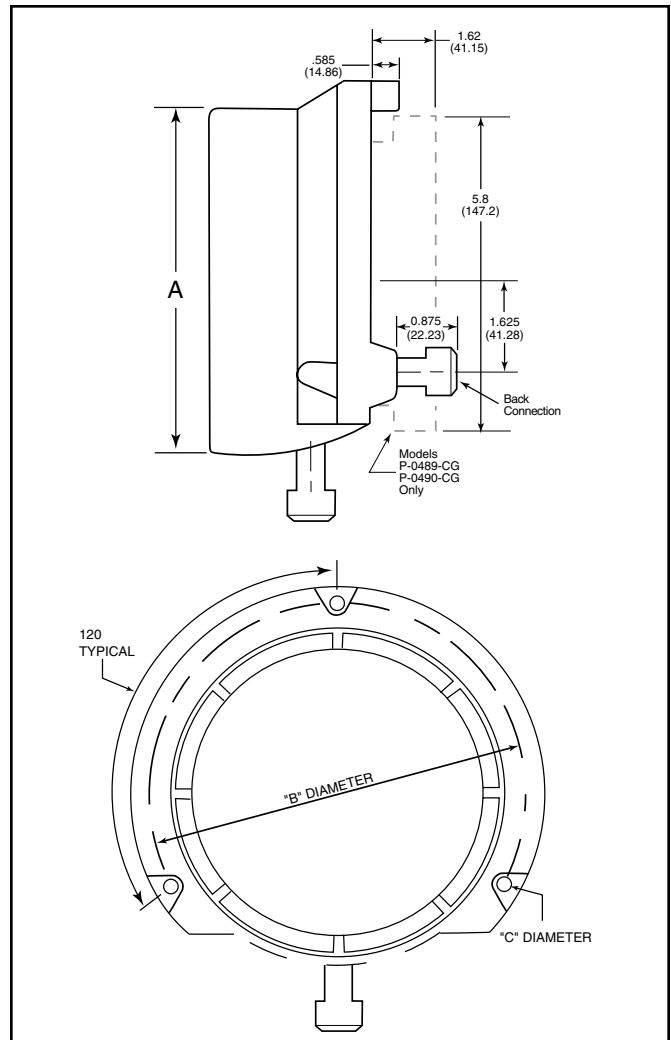 1.62
(41.15)
.585
(14.86)
5.8
(147.2)
A
0.875
(22.23)
1.625
(41.28)
Back
Connection
Models
P-0489-CG
P-0490-CG
Only
120
TYPICAL
"B" DIAMETER
"C" DIAMETER